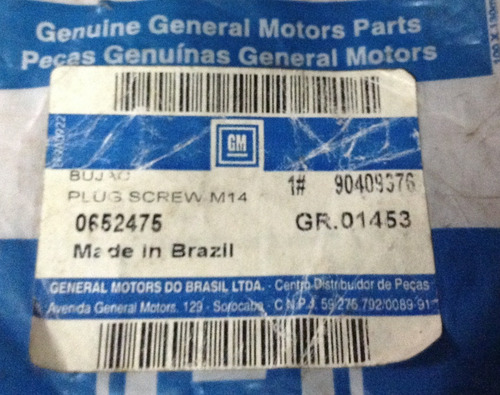 Genuine General Motors Parts
Peças Genuínas General Motors
GM
BUJAO
PLUG SCREW M14
1# 90409376
0652475 GR.01453
Made in Brazil
GENERAL MOTORS DO BRASIL LTDA. - Centro Distribuidor de Peças
Avenida General Motors, 129 - Sorocaba - C.N.P.J. 59.275.792/0089-91